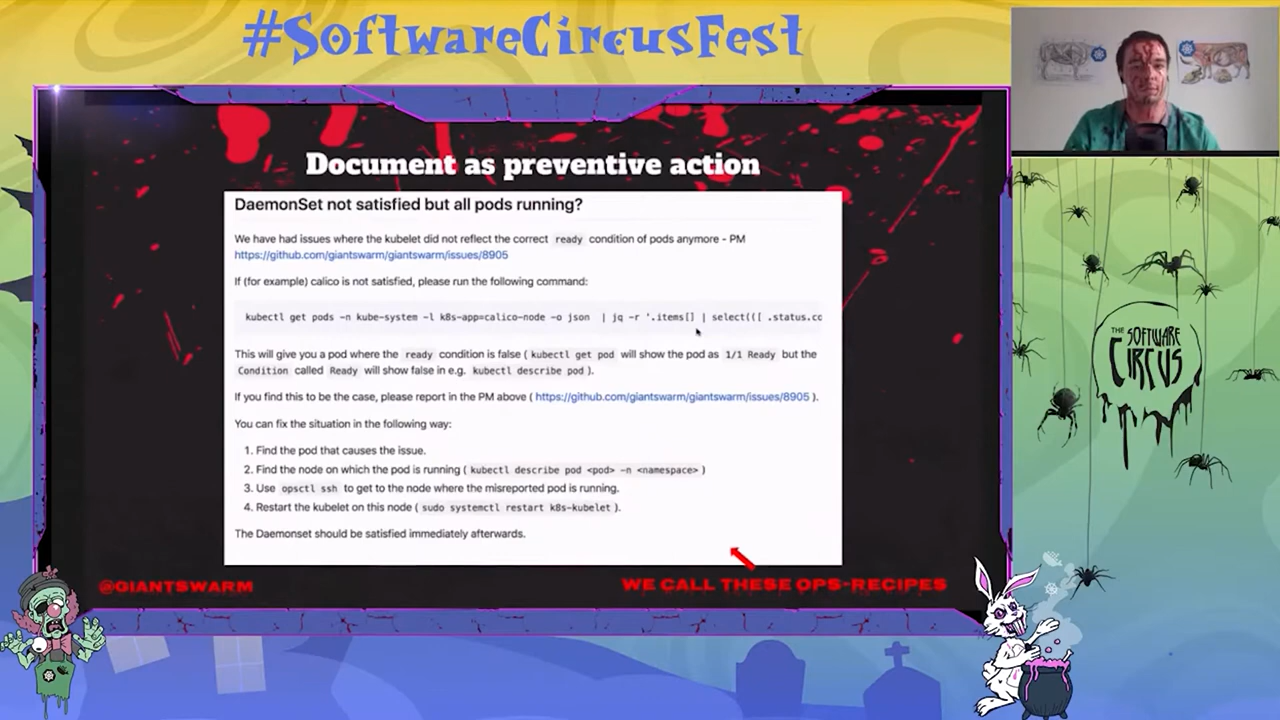 #SoftwareCircusFest
Document as preventive action
DaemonSet not satisfied but all pods running?
We have had issues where the kubelet did not reflect the correct ready condition of pods anymore - PM
https://github.com/giantswarm/giantswarm/issues/8905
If (for example) calico is not satisfied, please run the following command:
kubectl get pods -n kube-system -l k8s-app=calico-node -o json | jq -r '.items[] | select(([ .status.co
This will give you a pod where the ready condition is false ( kubectl get pod will show the pod as 1/1 Ready but the
Condition called Ready will show false in e.g. kubectl describe pod ).
If you find this to be the case, please report in the PM above ( https://github.com/giantswarm/giantswarm/issues/8905 ).
You can fix the situation in the following way:
1. Find the pod that causes the issue.
2. Find the node on which the pod is running ( kubectl describe pod <pod> -n <namespace> )
3. Use opsctl ssh to get to the node where the misreported pod is running.
4. Restart the kubelet on this node ( sudo systemctl restart k8s-kubelet ).
The Daemonset should be satisfied immediately afterwards.
@GIANTSWARM
WE CALL THESE OPS-RECIPES
THE SOFTWARE
CIRCUS